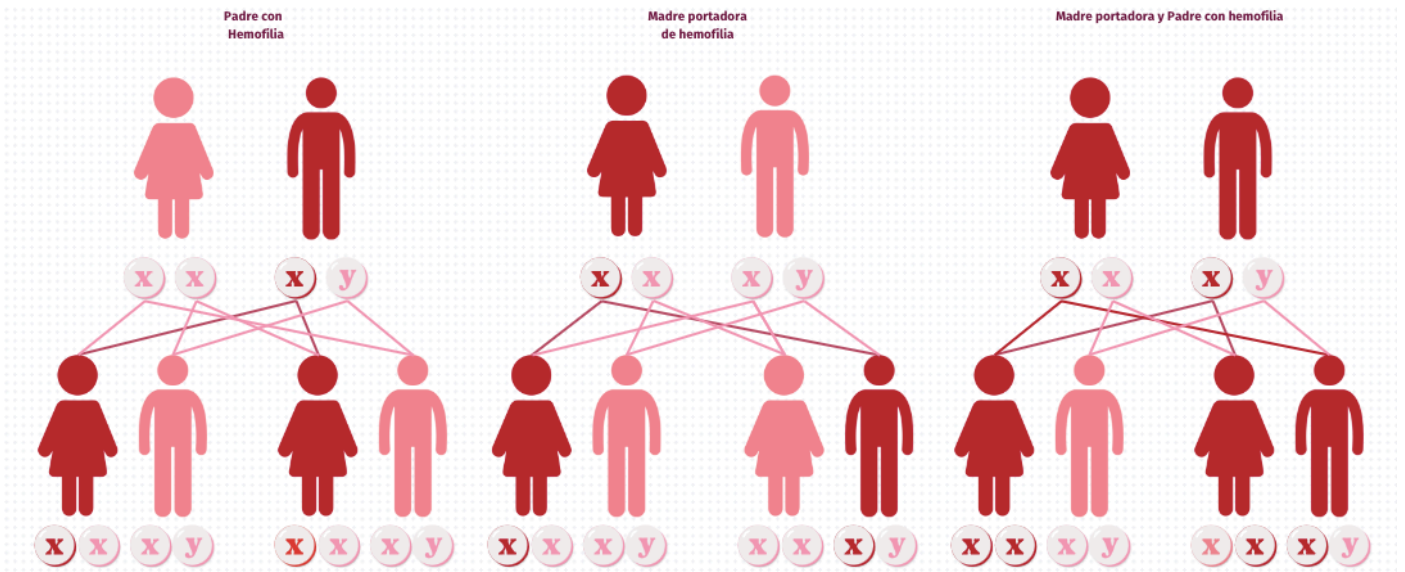 Padre con
Hemofilia
Madre portadora
de hemofilia
Madre portadora y Padre con hemofilia
x x x y
x x x y
x x x y
x x x y x x x y
x x x y x x x y
x x x y x x x y